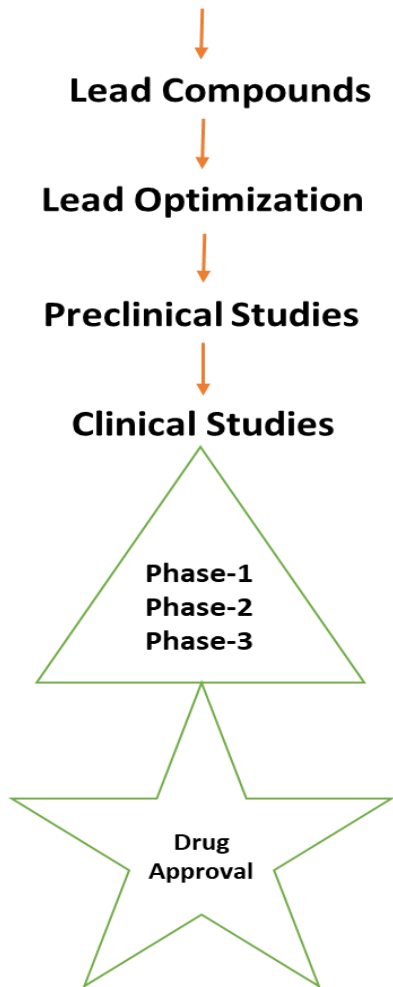 Lead Compounds
Lead Optimization
Preclinical Studies
Clinical Studies
Phase-1
Phase-2
Phase-3
Drug
Approval